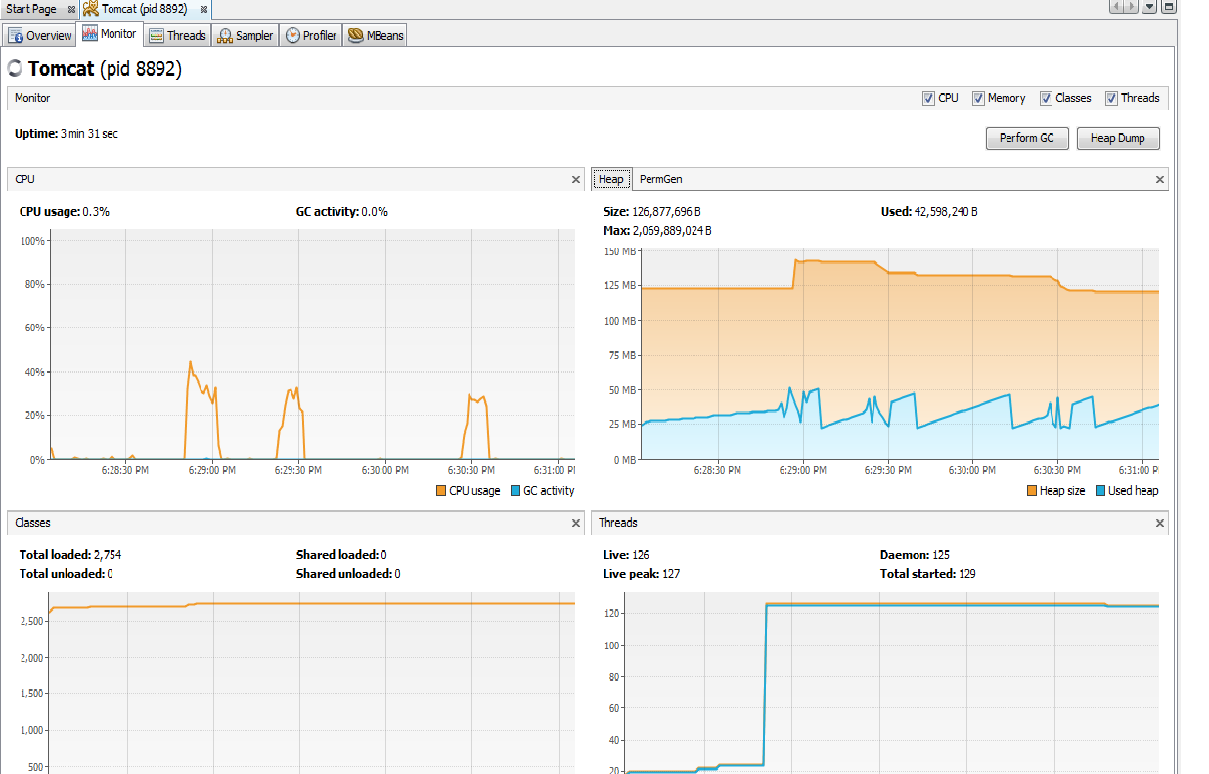 Start Page Tomcat (pid 8892)
Overview Monitor Threads Sampler Profiler MBeans
Tomcat (pid 8892)
Monitor CPU Memory Classes Threads
Uptime: 3 min 31 sec Perform GC Heap Dump
CPU
CPU usage: 0.3% GC activity: 0.0%
100%
80%
60%
40%
20%
0%
6:28:30 PM 6:29:00 PM 6:29:30 PM 6:30:00 PM 6:30:30 PM 6:31:00 P
CPU usage GC activity
Heap PermGen
Size: 126,877,696 B Used: 42,598,240 B
Max: 2,069,889,024 B
150 MB
125 MB
100 MB
75 MB
50 MB
25 MB
0 MB
6:28:30 PM 6:29:00 PM 6:29:30 PM 6:30:00 PM 6:30:30 PM 6:31:00 P
Heap size Used heap
Classes
Total loaded: 2,754 Shared loaded: 0
Total unloaded: 0 Shared unloaded: 0
2,500
2,000
1,500
1,000
500
Threads
Live: 126 Daemon: 125
Live peak: 127 Total started: 129
120
100
80
60
40
20